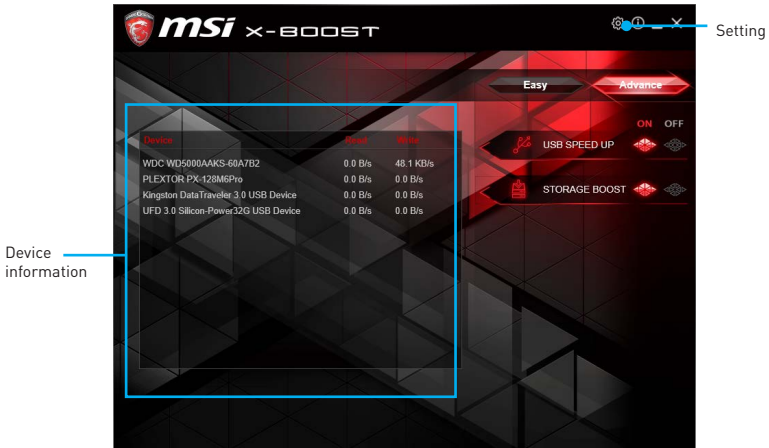 msi X-BOOST
Setting
Easy Advance
ON OFF
USB SPEED UP
STORAGE BOOST
Device Read Write
WDC WD5000AAKS-60A7B2 0.0 B/s 48.1 KB/s
PLEXTOR PX-128M6Pro 0.0 B/s 0.0 B/s
Kingston DataTraveler 3.0 USB Device 0.0 B/s 0.0 B/s
UFD 3.0 Silicon-Power32G USB Device 0.0 B/s 0.0 B/s
Device
information